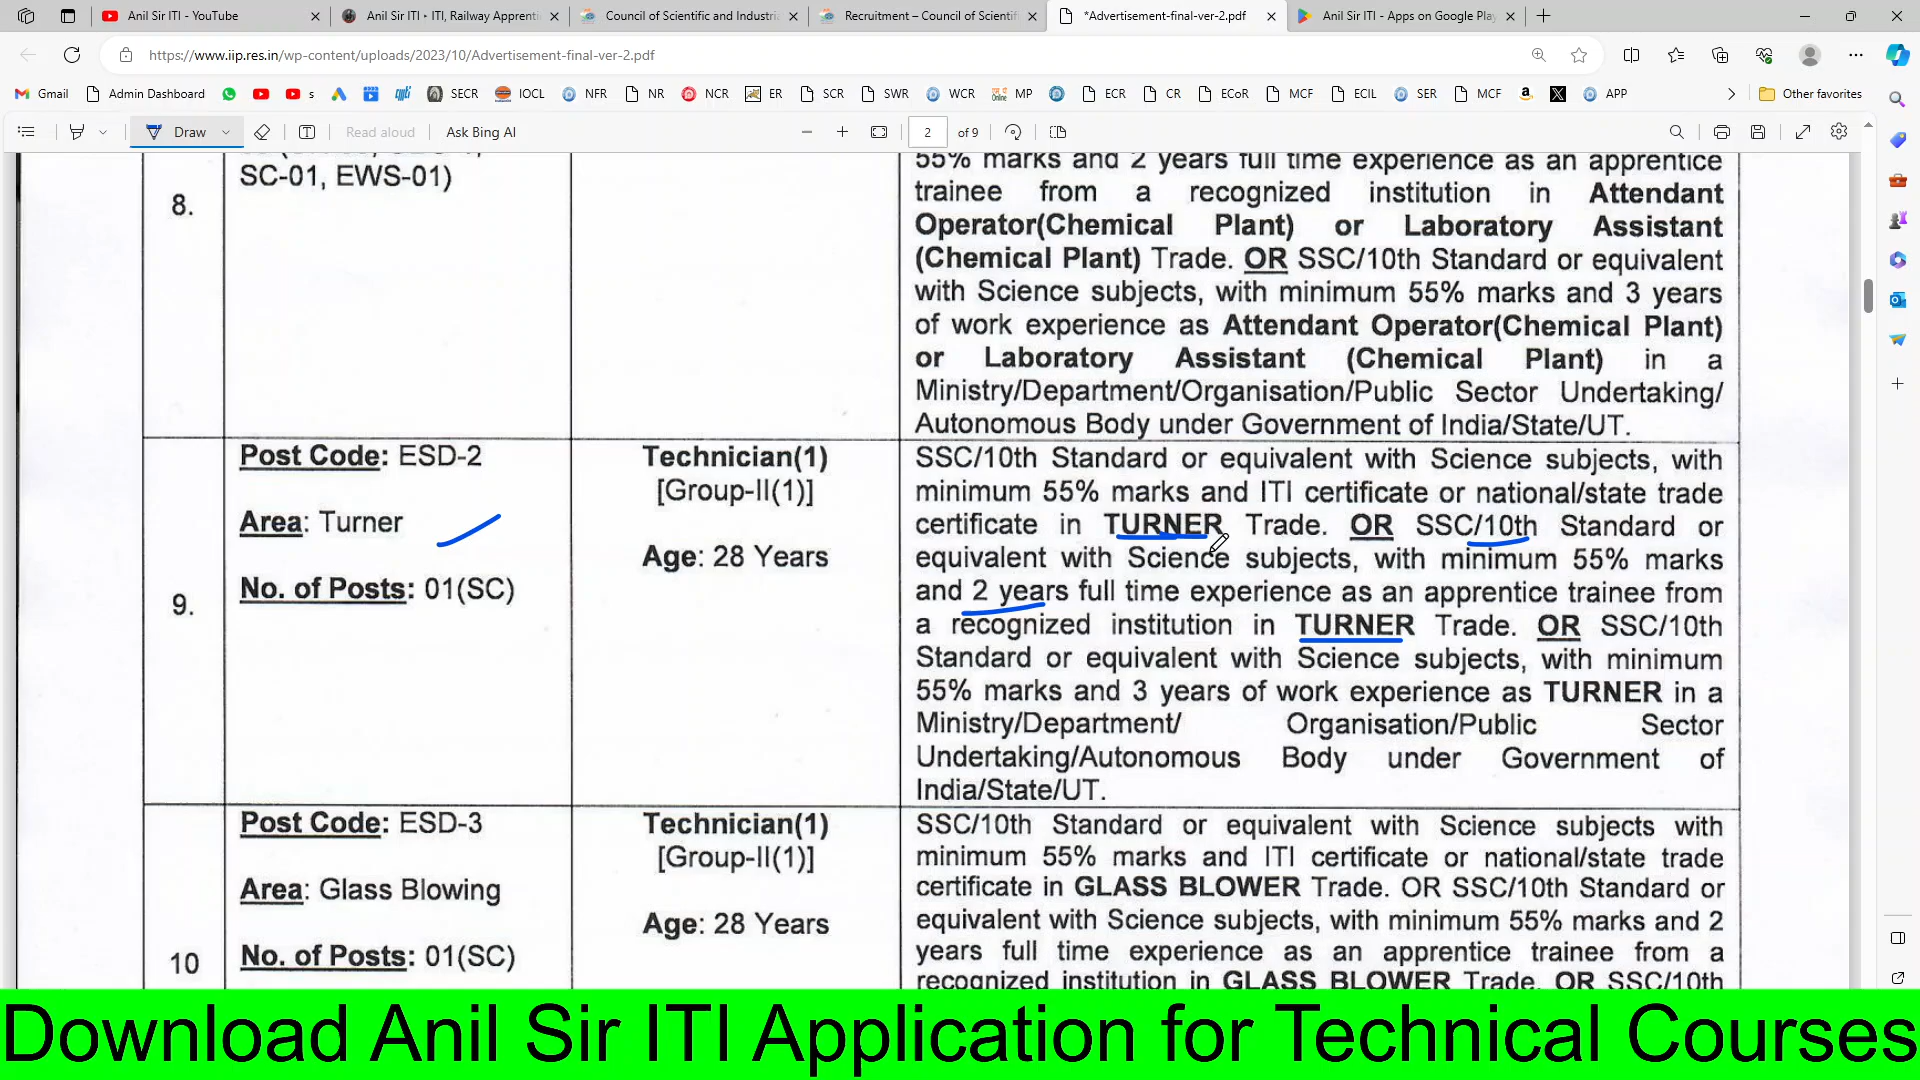 Anil Sir ITI - YouTube
Anil Sir ITI • ITI, Railway Apprenti
Council of Scientific and Industria
Recruitment – Council of Scientifi
*Advertisement-final-ver-2.pdf
Anil Sir ITI - Apps on Google Play
https://www.iip.res.in/wp-content/uploads/2023/10/Advertisement-final-ver-2.pdf
Gmail
Admin Dashboard
s
SECR
IOCL
NFR
NR
NCR
ER
SCR
SWR
WCR
MP
ECR
CR
ECoR
MCF
ECIL
SER
MCF
APP
Other favorites
Draw
Read aloud
Ask Bing AI
2 of 9
8.
SC-01, EWS-01)
55% marks and 2 years full time experience as an apprentice
trainee from a recognized institution in Attendant
Operator(Chemical Plant) or Laboratory Assistant
(Chemical Plant) Trade. OR SSC/10th Standard or equivalent
with Science subjects, with minimum 55% marks and 3 years
of work experience as Attendant Operator(Chemical Plant)
or Laboratory Assistant (Chemical Plant) in a
Ministry/Department/Organisation/Public Sector Undertaking/
Autonomous Body under Government of India/State/UT.
9.
Post Code: ESD-2
Area: Turner
No. of Posts: 01(SC)
Technician(1)
[Group-II(1)]
Age: 28 Years
SSC/10th Standard or equivalent with Science subjects, with
minimum 55% marks and ITI certificate or national/state trade
certificate in TURNER Trade. OR SSC/10th Standard or
equivalent with Science subjects, with minimum 55% marks
and 2 years full time experience as an apprentice trainee from
a recognized institution in TURNER Trade. OR SSC/10th
Standard or equivalent with Science subjects, with minimum
55% marks and 3 years of work experience as TURNER in a
Ministry/Department/ Organisation/Public Sector
Undertaking/Autonomous Body under Government of
India/State/UT.
10
Post Code: ESD-3
Area: Glass Blowing
No. of Posts: 01(SC)
Technician(1)
[Group-II(1)]
Age: 28 Years
SSC/10th Standard or equivalent with Science subjects with
minimum 55% marks and ITI certificate or national/state trade
certificate in GLASS BLOWER Trade. OR SSC/10th Standard or
equivalent with Science subjects, with minimum 55% marks and 2
years full time experience as an apprentice trainee from a
recognized institution in GLASS BLOWER Trade. OR SSC/10th
Download Anil Sir ITI Application for Technical Courses